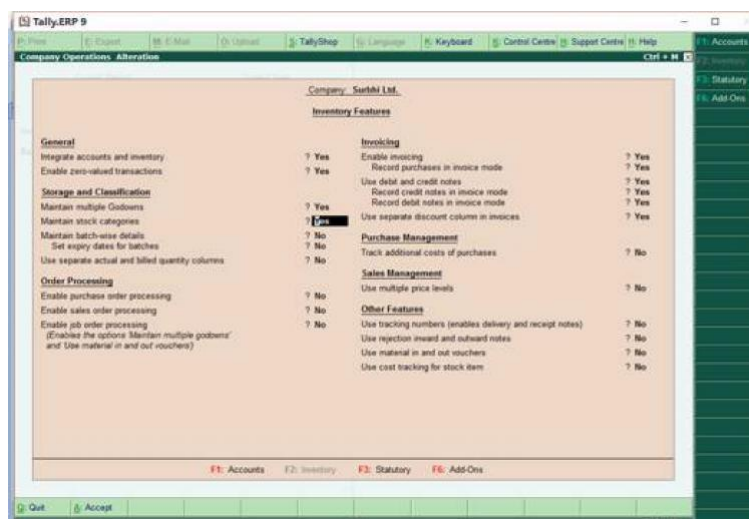 Tally.ERP 9
P: Print E: Export M: E-Mail O: Upload S: TallyShop G: Language K: Keyboard K: Control Centre H: Support Centre H: Help
F1: Accounts
Company Operations Alteration Ctrl + M
F2: Inventory
F3: Statutory
F6: Add-Ons
Company: Surbhi Ltd.
Inventory Features
General
Integrate accounts and inventory ? Yes
Enable zero-valued transactions ? Yes
Storage and Classification
Maintain multiple Godowns ? Yes
Maintain stock categories ? Yes
Maintain batch-wise details ? No
Set expiry dates for batches ? No
Use separate actual and billed quantity columns ? No
Order Processing
Enable purchase order processing ? No
Enable sales order processing ? No
Enable job order processing ? No
(Enables the options 'Maintain multiple godowns'
and 'Use material in and out vouchers')
Invoicing
Enable invoicing ? Yes
Record purchases in invoice mode ? Yes
Use debit and credit notes ? Yes
Record credit notes in invoice mode ? Yes
Record debit notes in invoice mode ? Yes
Use separate discount column in invoices ? Yes
Purchase Management
Track additional costs of purchases ? No
Sales Management
Use multiple price levels ? No
Other Features
Use tracking numbers (enables delivery and receipt notes) ? No
Use rejection inward and outward notes ? No
Use material in and out vouchers ? No
Use cost tracking for stock item ? No
F1: Accounts F2: Inventory F3: Statutory F6: Add-Ons
Q: Quit A: Accept